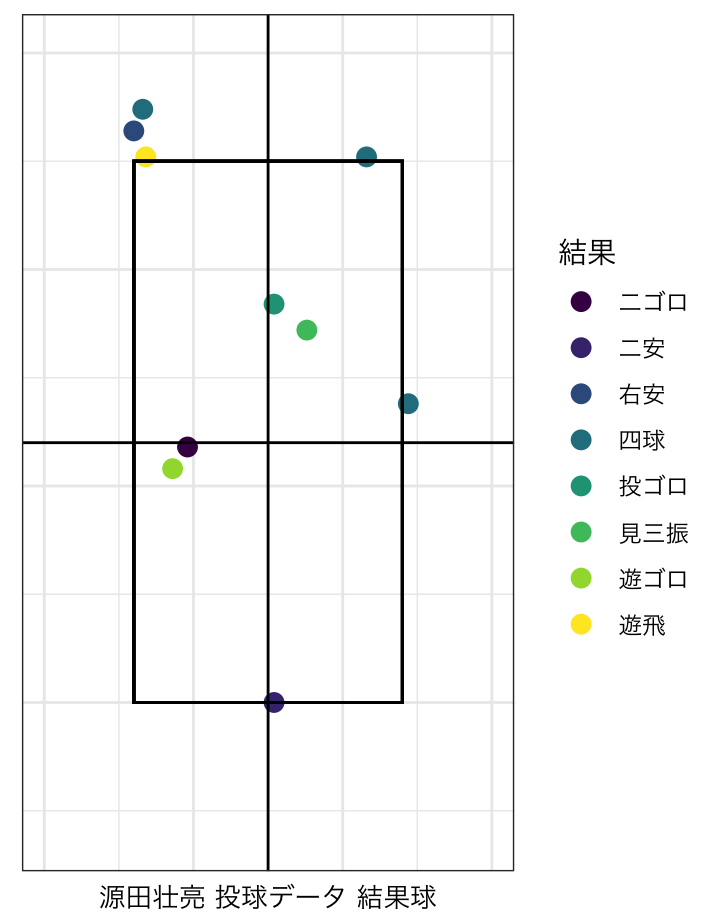 結果
二ゴロ
二安
右安
四球
投ゴロ
見三振
遊ゴロ
遊飛
源田壮亮 投球データ 結果球